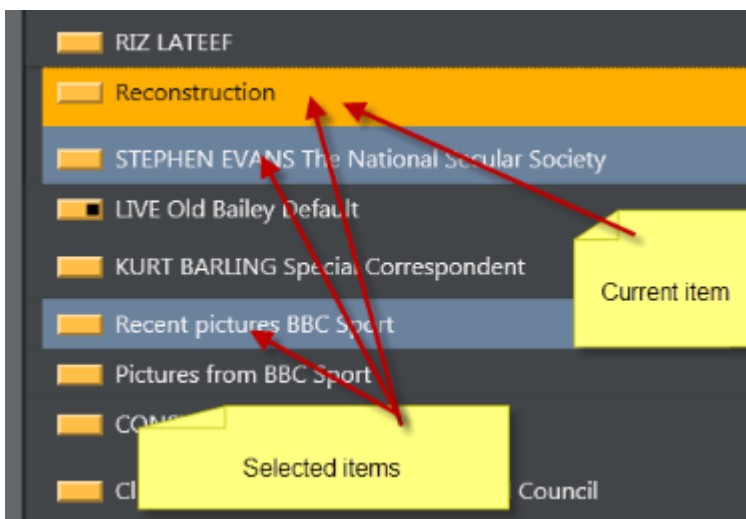 RIZ LATEEF
Reconstruction
STEPHEN EVANS The National Secular Society
LIVE Old Bailey Default
KURT BARLING Special Correspondent
Current item
Recent pictures BBC Sport
Pictures from BBC Sport
Selected items
Council